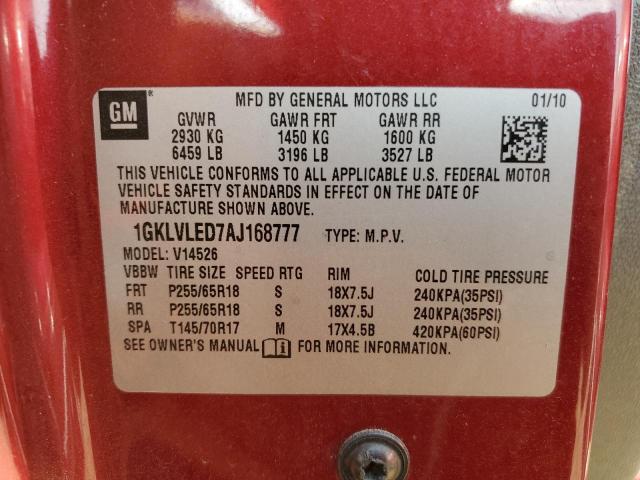 GM
MFD BY GENERAL MOTORS LLC 01/10
GVWR GAWR FRT GAWR RR
2930 KG 1450 KG 1600 KG
6459 LB 3196 LB 3527 LB
THIS VEHICLE CONFORMS TO ALL APPLICABLE U.S. FEDERAL MOTOR
VEHICLE SAFETY STANDARDS IN EFFECT ON THE DATE OF
MANUFACTURE SHOWN ABOVE.
1GKLVLED7AJ168777 TYPE: M.P.V.
MODEL: V14526
VBBW TIRE SIZE SPEED RTG RIM COLD TIRE PRESSURE
FRT P255/65R18 S 18X7.5J 240KPA(35PSI)
RR P255/65R18 S 18X7.5J 240KPA(35PSI)
SPA T145/70R17 M 17X4.5B 420KPA(60PSI)
SEE OWNER'S MANUAL FOR MORE INFORMATION.